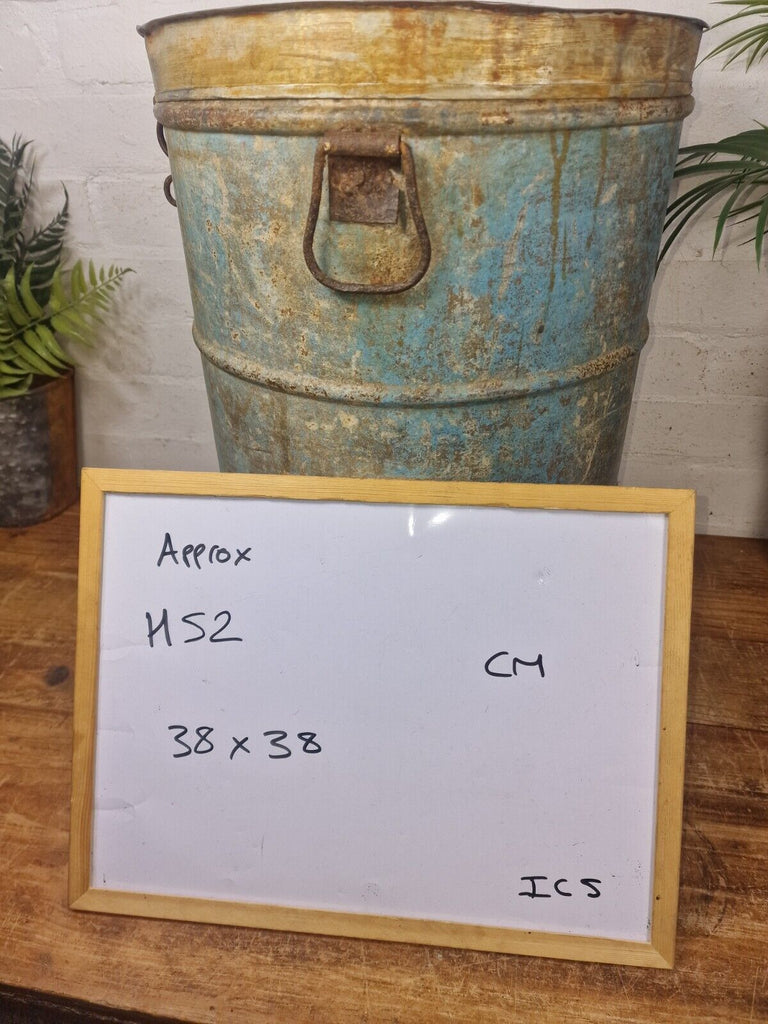 Approx
H52
CM
38 x 38
ICS